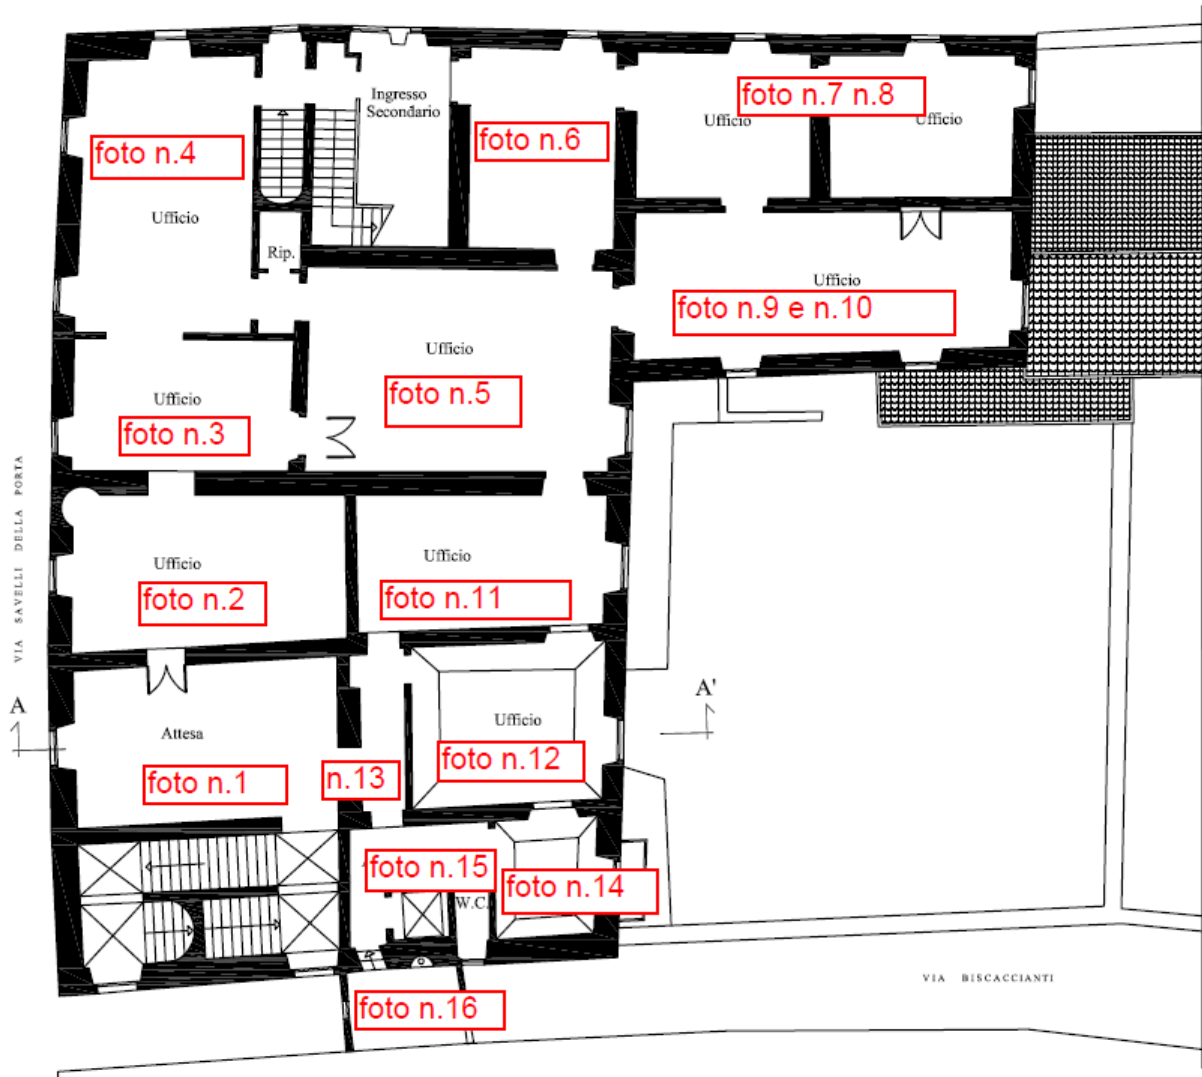 Ingresso
Secondario
foto n.7 n.8
Ufficio
Ufficio
foto n.4
foto n.6
Ufficio
Rip.
Ufficio
foto n.9 e n.10
Ufficio
foto n.5
Ufficio
foto n.3
VIA SAVELLI DELLA PORTA
Ufficio
foto n.2
Ufficio
foto n.11
A
A'
Attesa
foto n.1
n.13
Ufficio
foto n.12
foto n.15
foto n.14
W.C.
VIA BISCACCIANTI
foto n.16